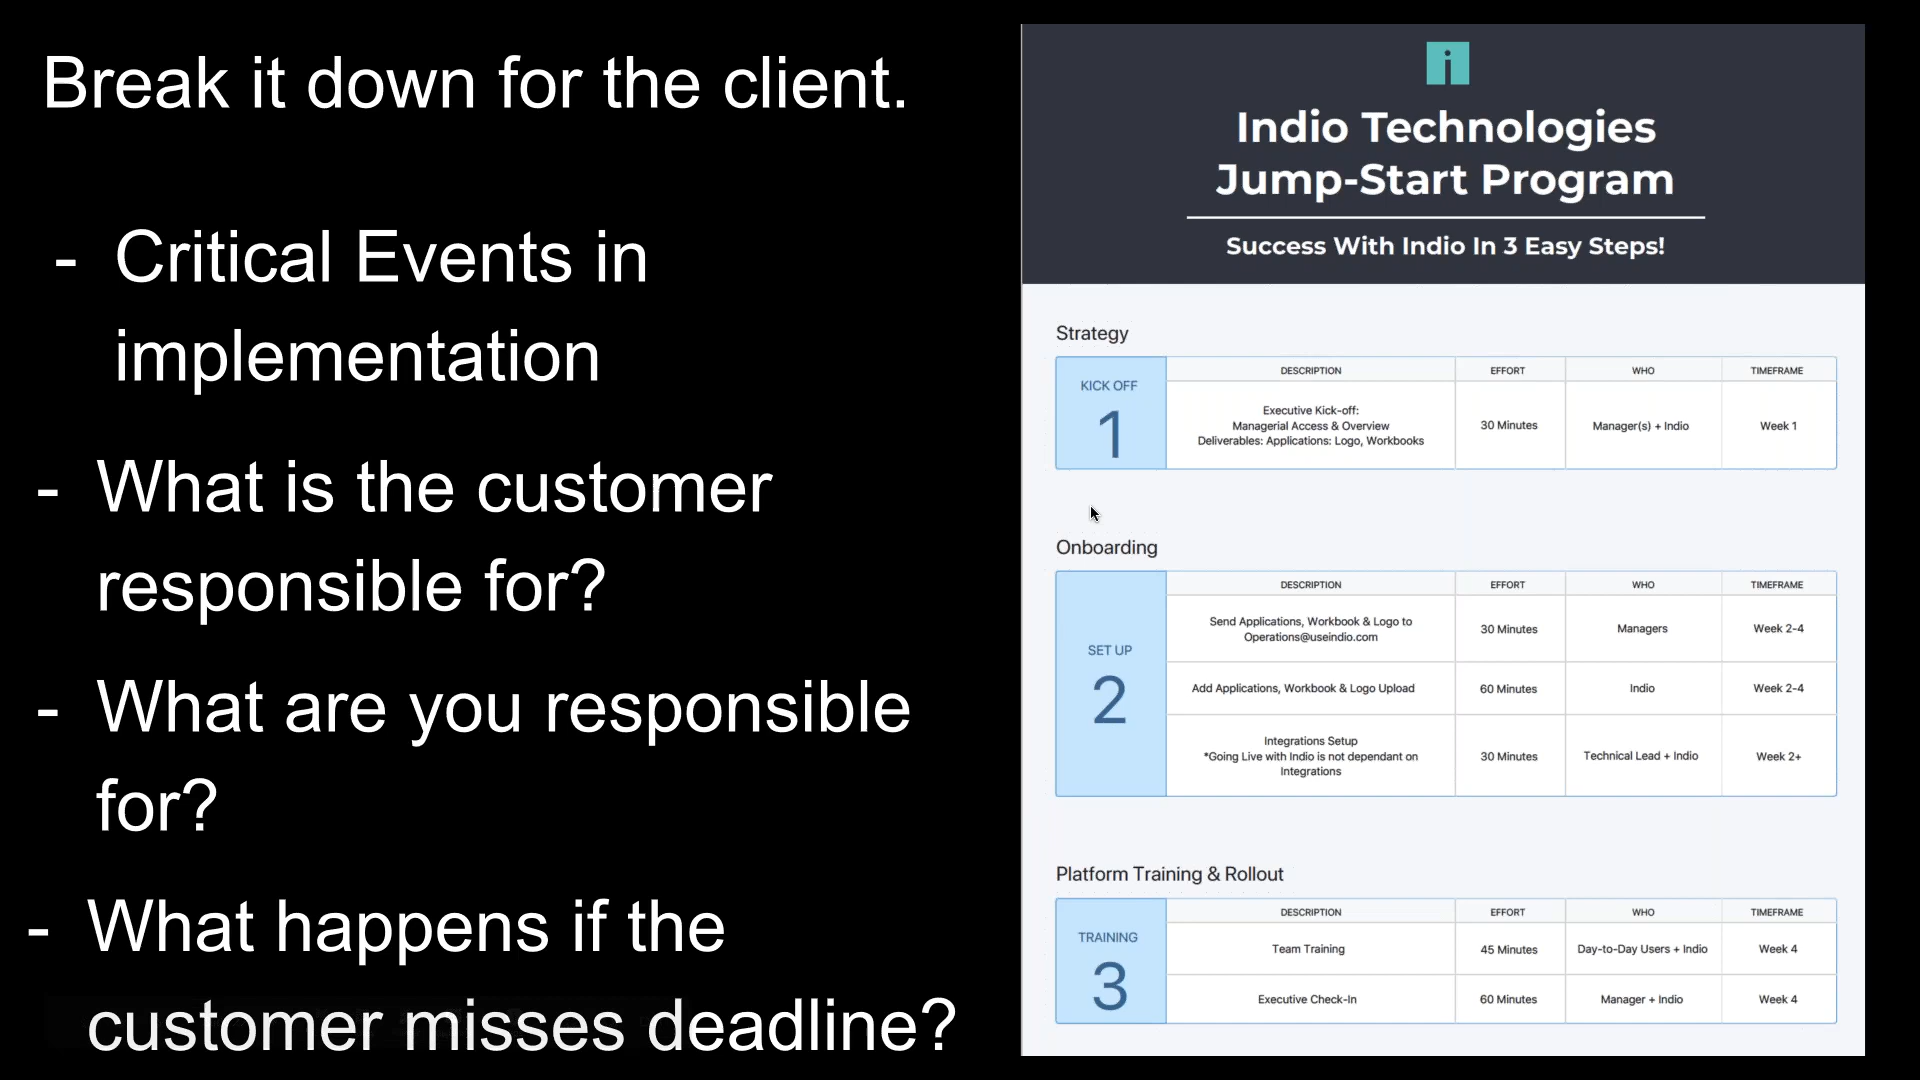 Break it down for the client.
- Critical Events in
implementation
- What is the customer
responsible for?
- What are you responsible
for?
- What happens if the
customer misses deadline?
i
Indio Technologies
Jump-Start Program
Success With Indio In 3 Easy Steps!
Strategy
KICK OFF
1
DESCRIPTION EFFORT WHO TIMEFRAME
Executive Kick-off:
Managerial Access & Overview
Deliverables: Applications: Logo, Workbooks
30 Minutes Manager(s) + Indio Week 1
Onboarding
SET UP
2
DESCRIPTION EFFORT WHO TIMEFRAME
Send Applications, Workbook & Logo to
Operations@useindio.com
30 Minutes Managers Week 2-4
Add Applications, Workbook & Logo Upload 60 Minutes Indio Week 2-4
Integrations Setup
*Going Live with Indio is not dependant on
Integrations
30 Minutes Technical Lead + Indio Week 2+
Platform Training & Rollout
TRAINING
3
DESCRIPTION EFFORT WHO TIMEFRAME
Team Training 45 Minutes Day-to-Day Users + Indio Week 4
Executive Check-In 60 Minutes Manager + Indio Week 4